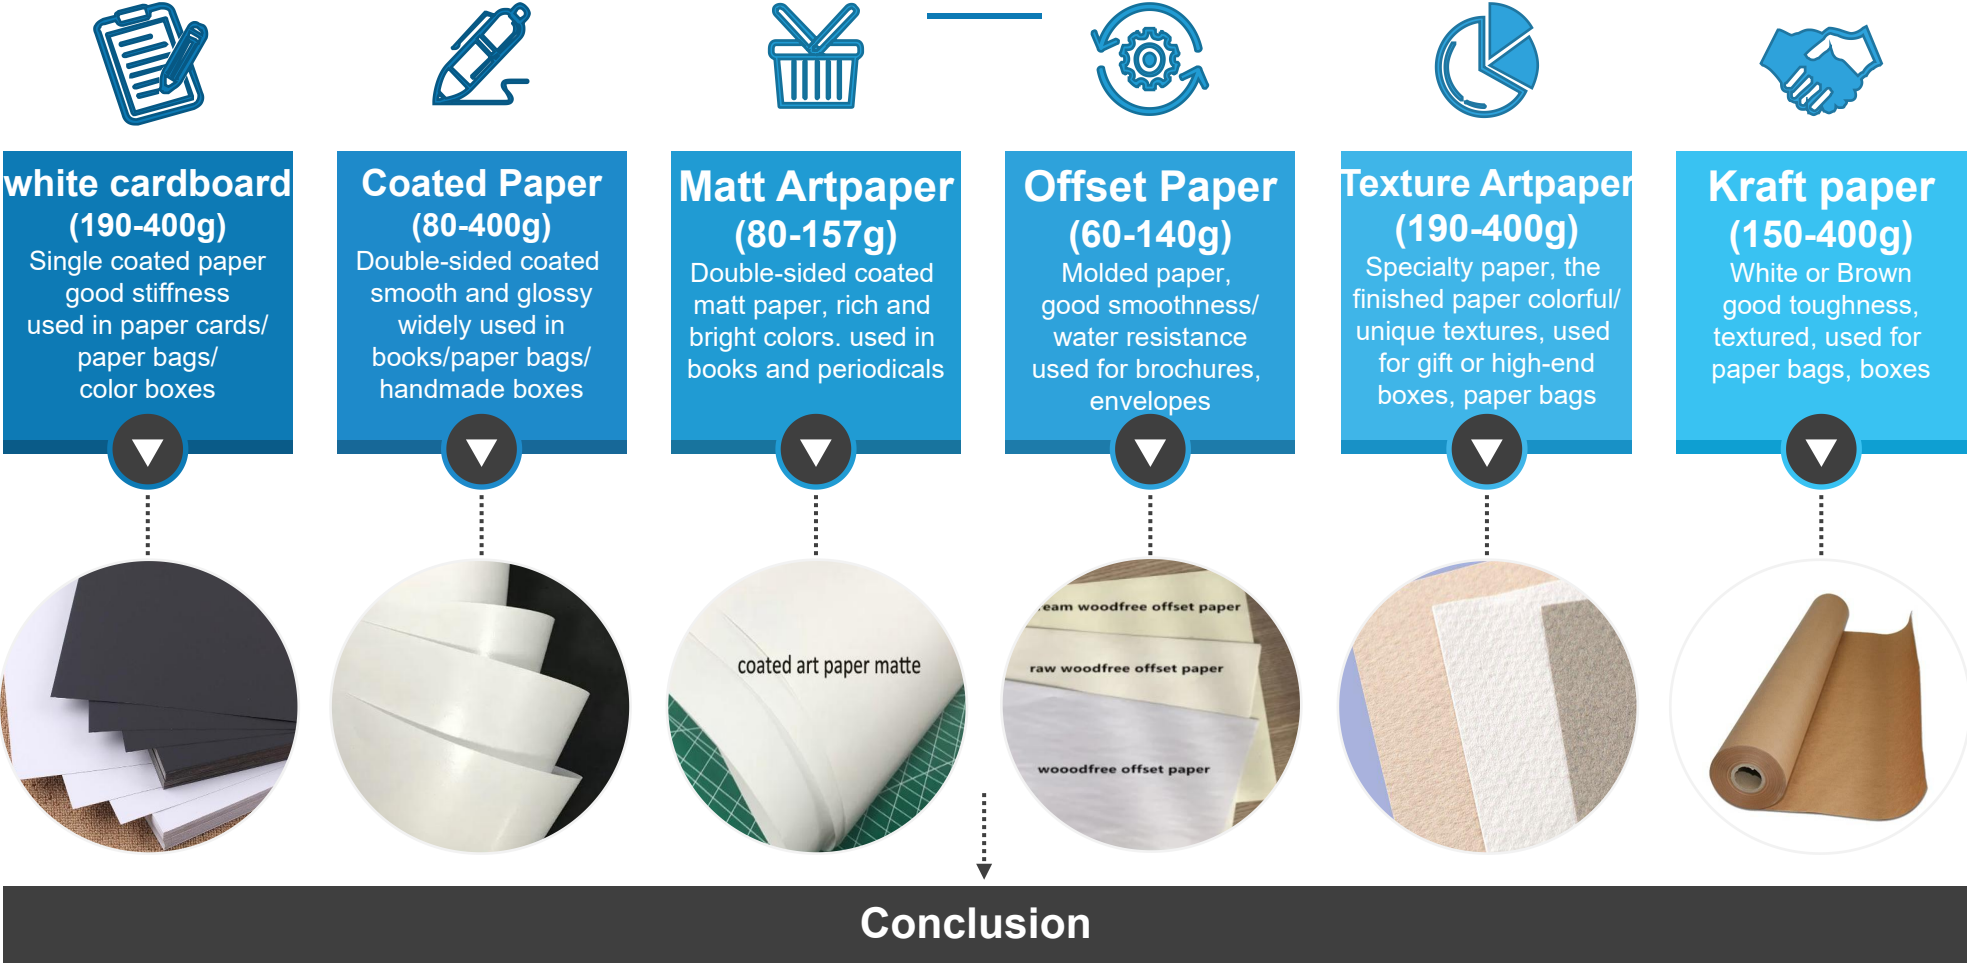 white cardboard
(190-400g)
Single coated paper
good stiffness
used in paper cards/
paper bags/
color boxes
Coated Paper
(80-400g)
Double-sided coated
smooth and glossy
widely used in
books/paper bags/
handmade boxes
Matt Artpaper
(80-157g)
Double-sided coated
matt paper, rich and
bright colors. used in
books and periodicals
Offset Paper
(60-140g)
Molded paper,
good smoothness/
water resistance
used for brochures,
envelopes
Texture Artpaper
(190-400g)
Specialty paper, the
finished paper colorful/
unique textures, used
for gift or high-end
boxes, paper bags
Kraft paper
(150-400g)
White or Brown
good toughness,
textured, used for
paper bags, boxes
coated art paper matte
eam woodfree offset paper
raw woodfree offset paper
wooodfree offset paper
Conclusion